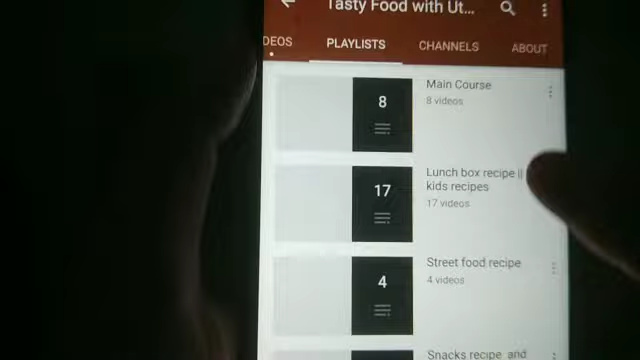 Tasty Food with Ut...
DEOS
PLAYLISTS
CHANNELS
ABOUT
8
Main Course
8 videos
17
Lunch box recipe ||
kids recipes
17 videos
4
Street food recipe
4 videos
Snacks recipe and